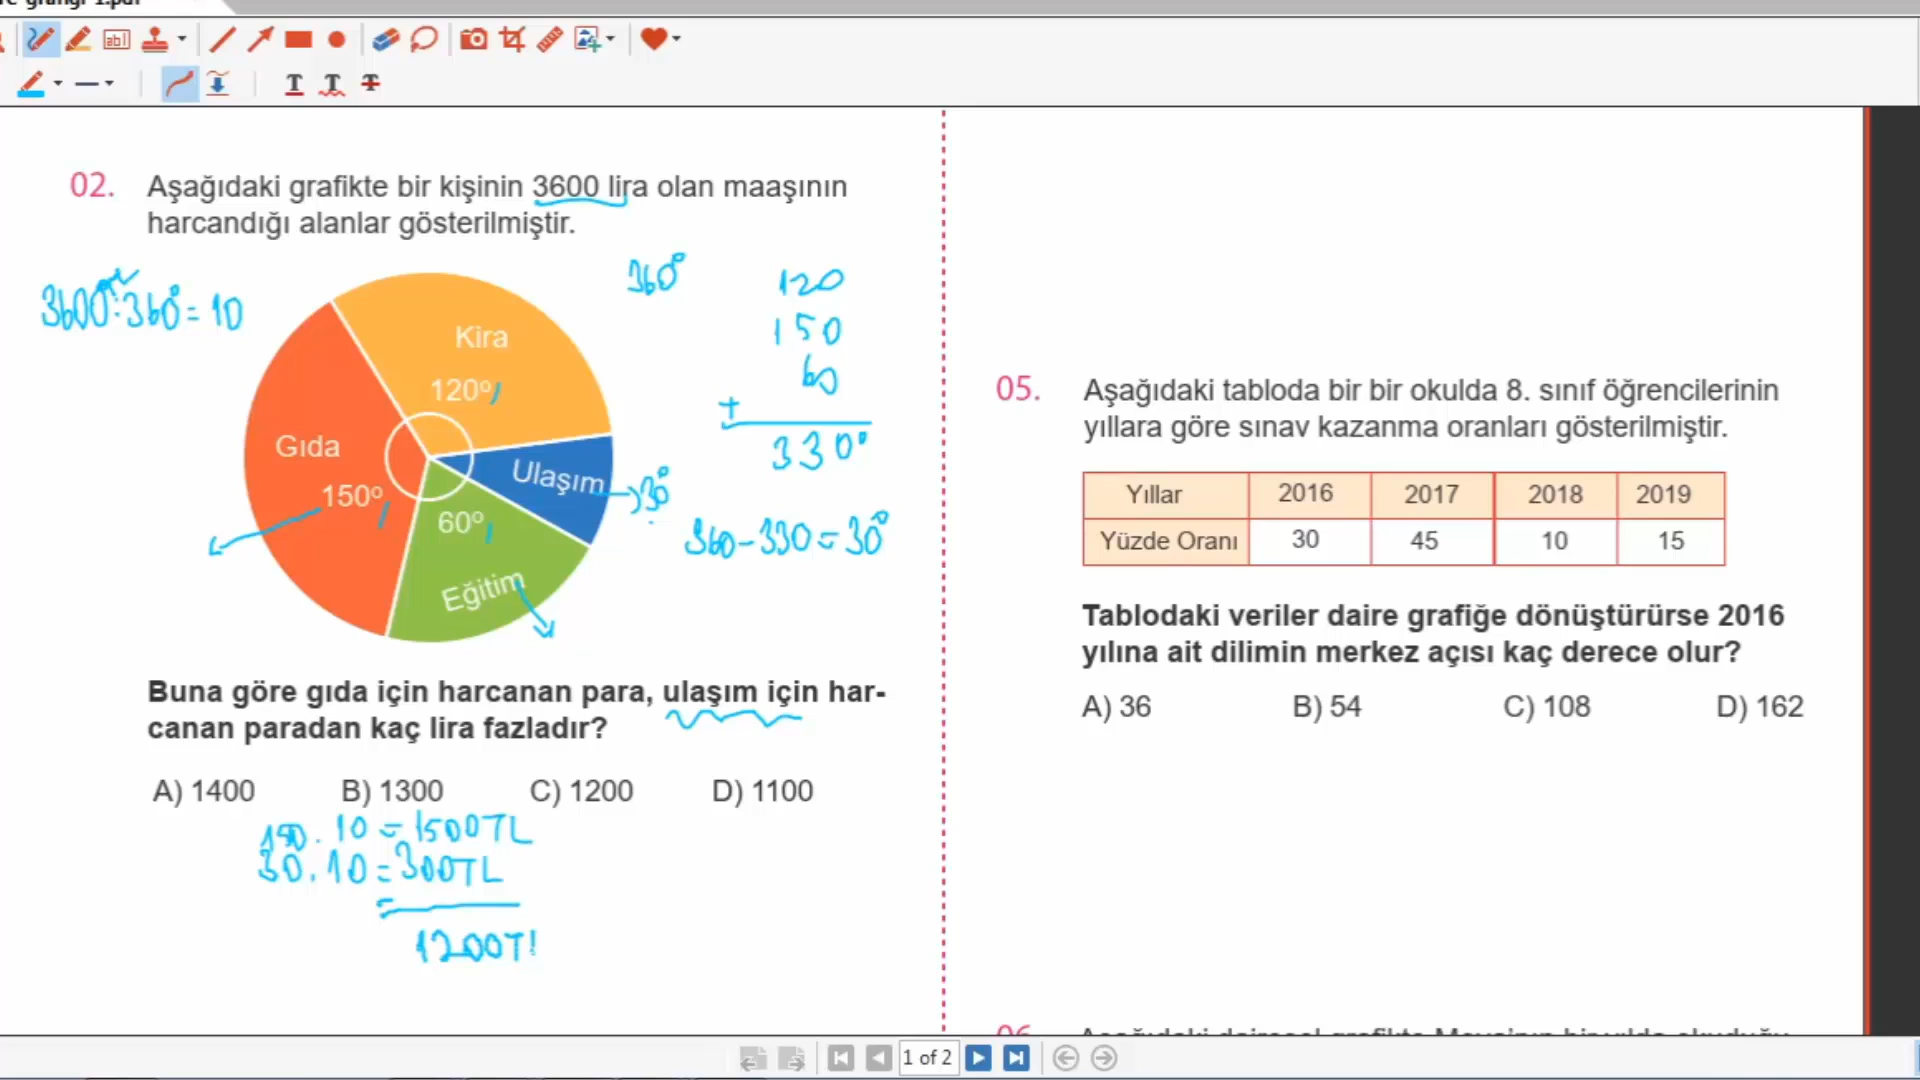 02. Aşağıdaki grafikte bir kişinin 3600 lira olan maaşının
harcandığı alanlar gösterilmiştir.
3600:360°=10
360°
120
150
60
+
330°
360-330=30°
Kira
120°
Gıda
150°
Ulaşım
30°
60°
Eğitim
Buna göre gıda için harcanan para, ulaşım için har-
canan paradan kaç lira fazladır?
A) 1400 B) 1300 C) 1200 D) 1100
150.10=1500TL
30.10=300TL
05. Aşağıdaki tabloda bir bir okulda 8. sınıf öğrencilerinin
yıllara göre sınav kazanma oranları gösterilmiştir.
Yıllar 2016 2017 2018 2019
Yüzde Oranı 30 45 10 15
Tablodaki veriler daire grafiğe dönüştürürse 2016
yılına ait dilimin merkez açısı kaç derece olur?
A) 36 B) 54 C) 108 D) 162
1 of 2